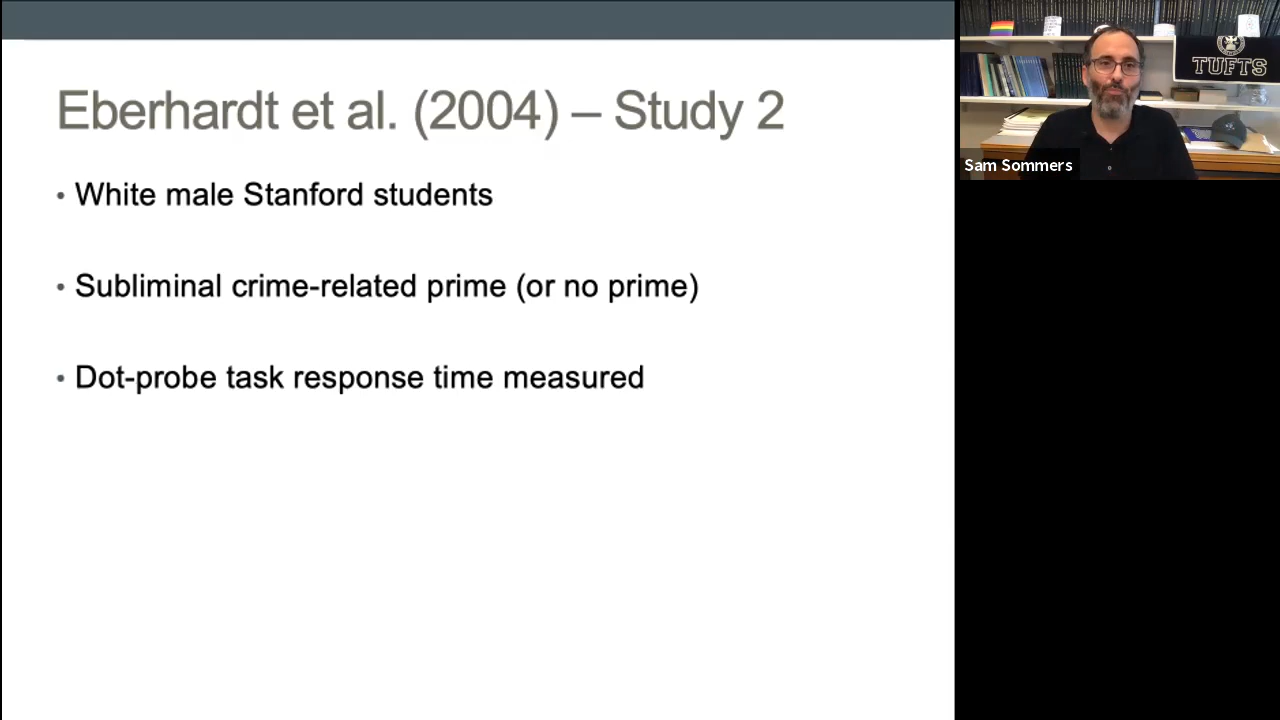 Eberhardt et al. (2004) – Study 2
• White male Stanford students
• Subliminal crime-related prime (or no prime)
• Dot-probe task response time measured
TUFTS
Sam Sommers